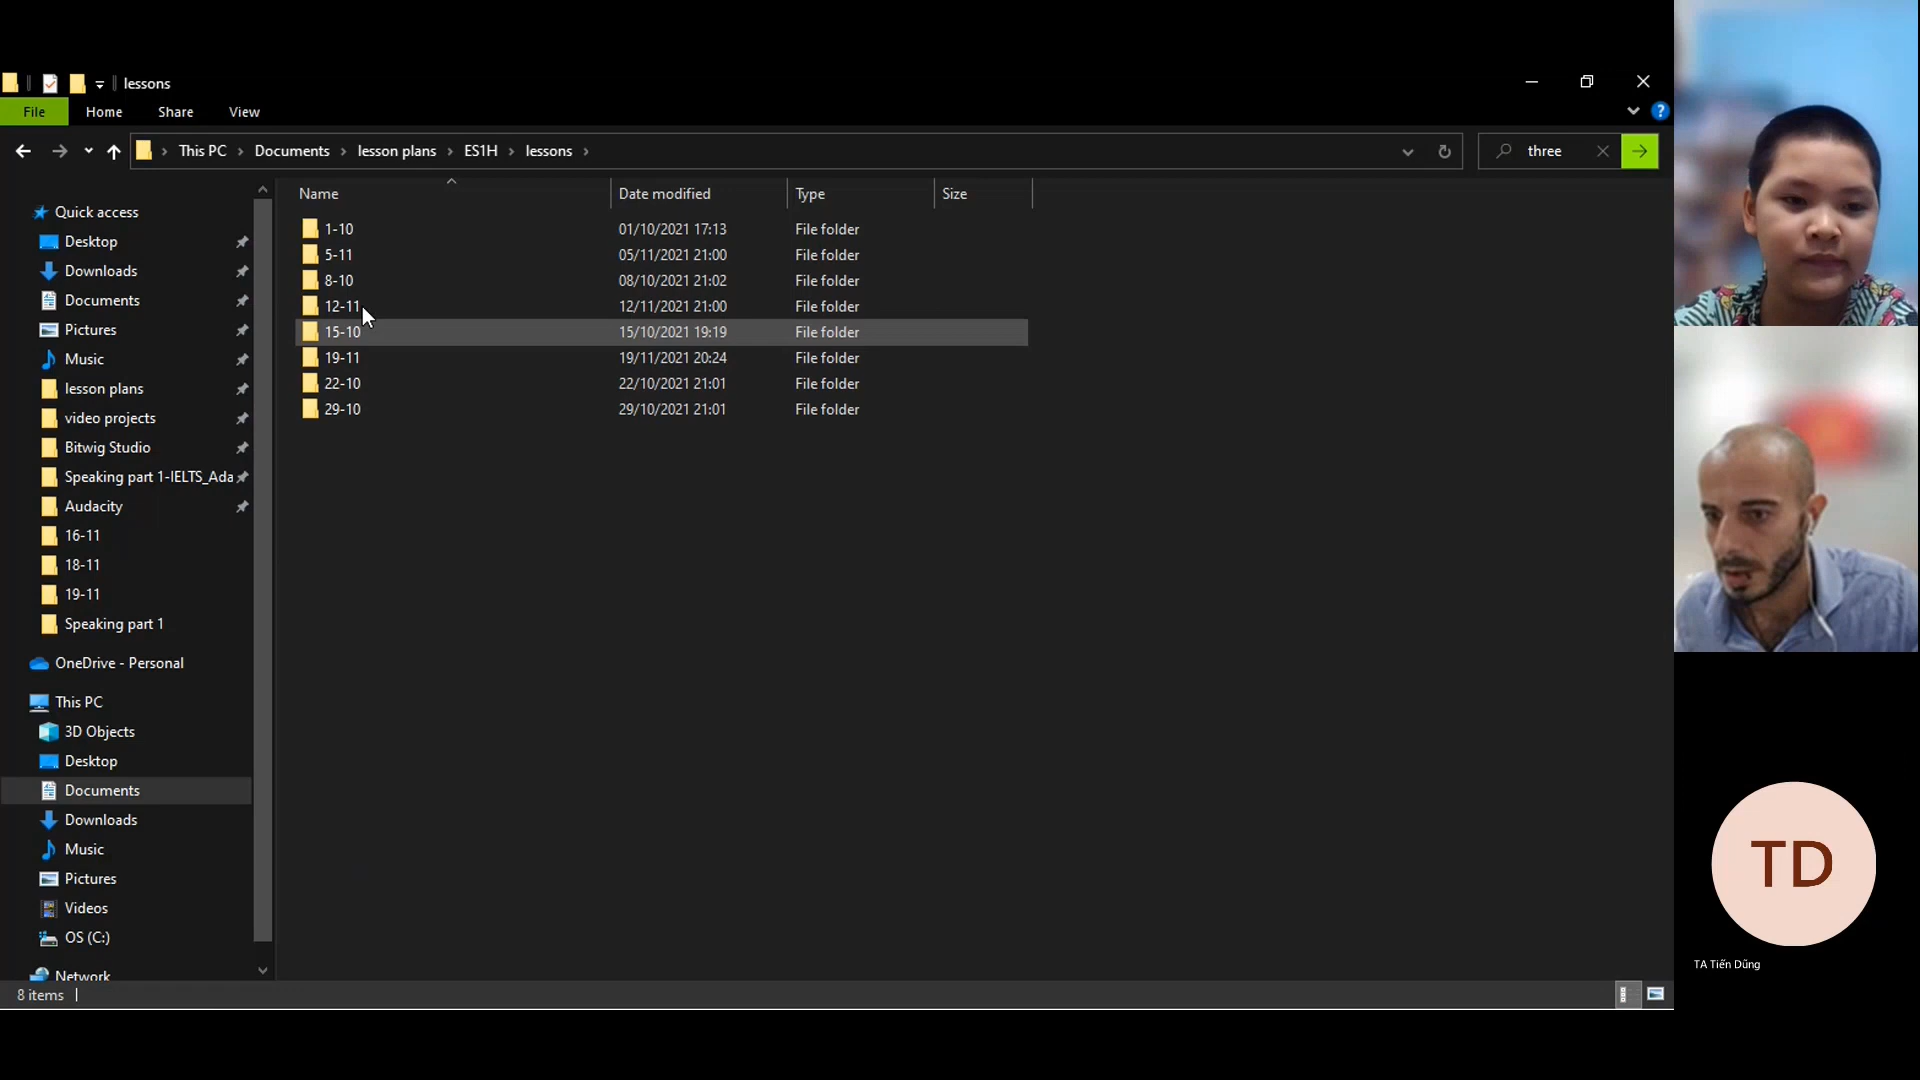 lessons
File Home Share View
This PC Documents lesson plans ES1H lessons three
Name Date modified Type Size
1-10 01/10/2021 17:13 File folder
5-11 05/11/2021 21:00 File folder
8-10 08/10/2021 21:02 File folder
12-11 12/11/2021 21:00 File folder
15-10 15/10/2021 19:19 File folder
19-11 19/11/2021 20:24 File folder
22-10 22/10/2021 21:01 File folder
29-10 29/10/2021 21:01 File folder
Quick access
Desktop
Downloads
Documents
Pictures
Music
lesson plans
video projects
Bitwig Studio
Speaking part 1-IELTS_Ada
Audacity
16-11
18-11
19-11
Speaking part 1
OneDrive - Personal
This PC
3D Objects
Desktop
Documents
Downloads
Music
Pictures
Videos
OS (C:)
Network
8 items
TD
TA Tiến Dũng